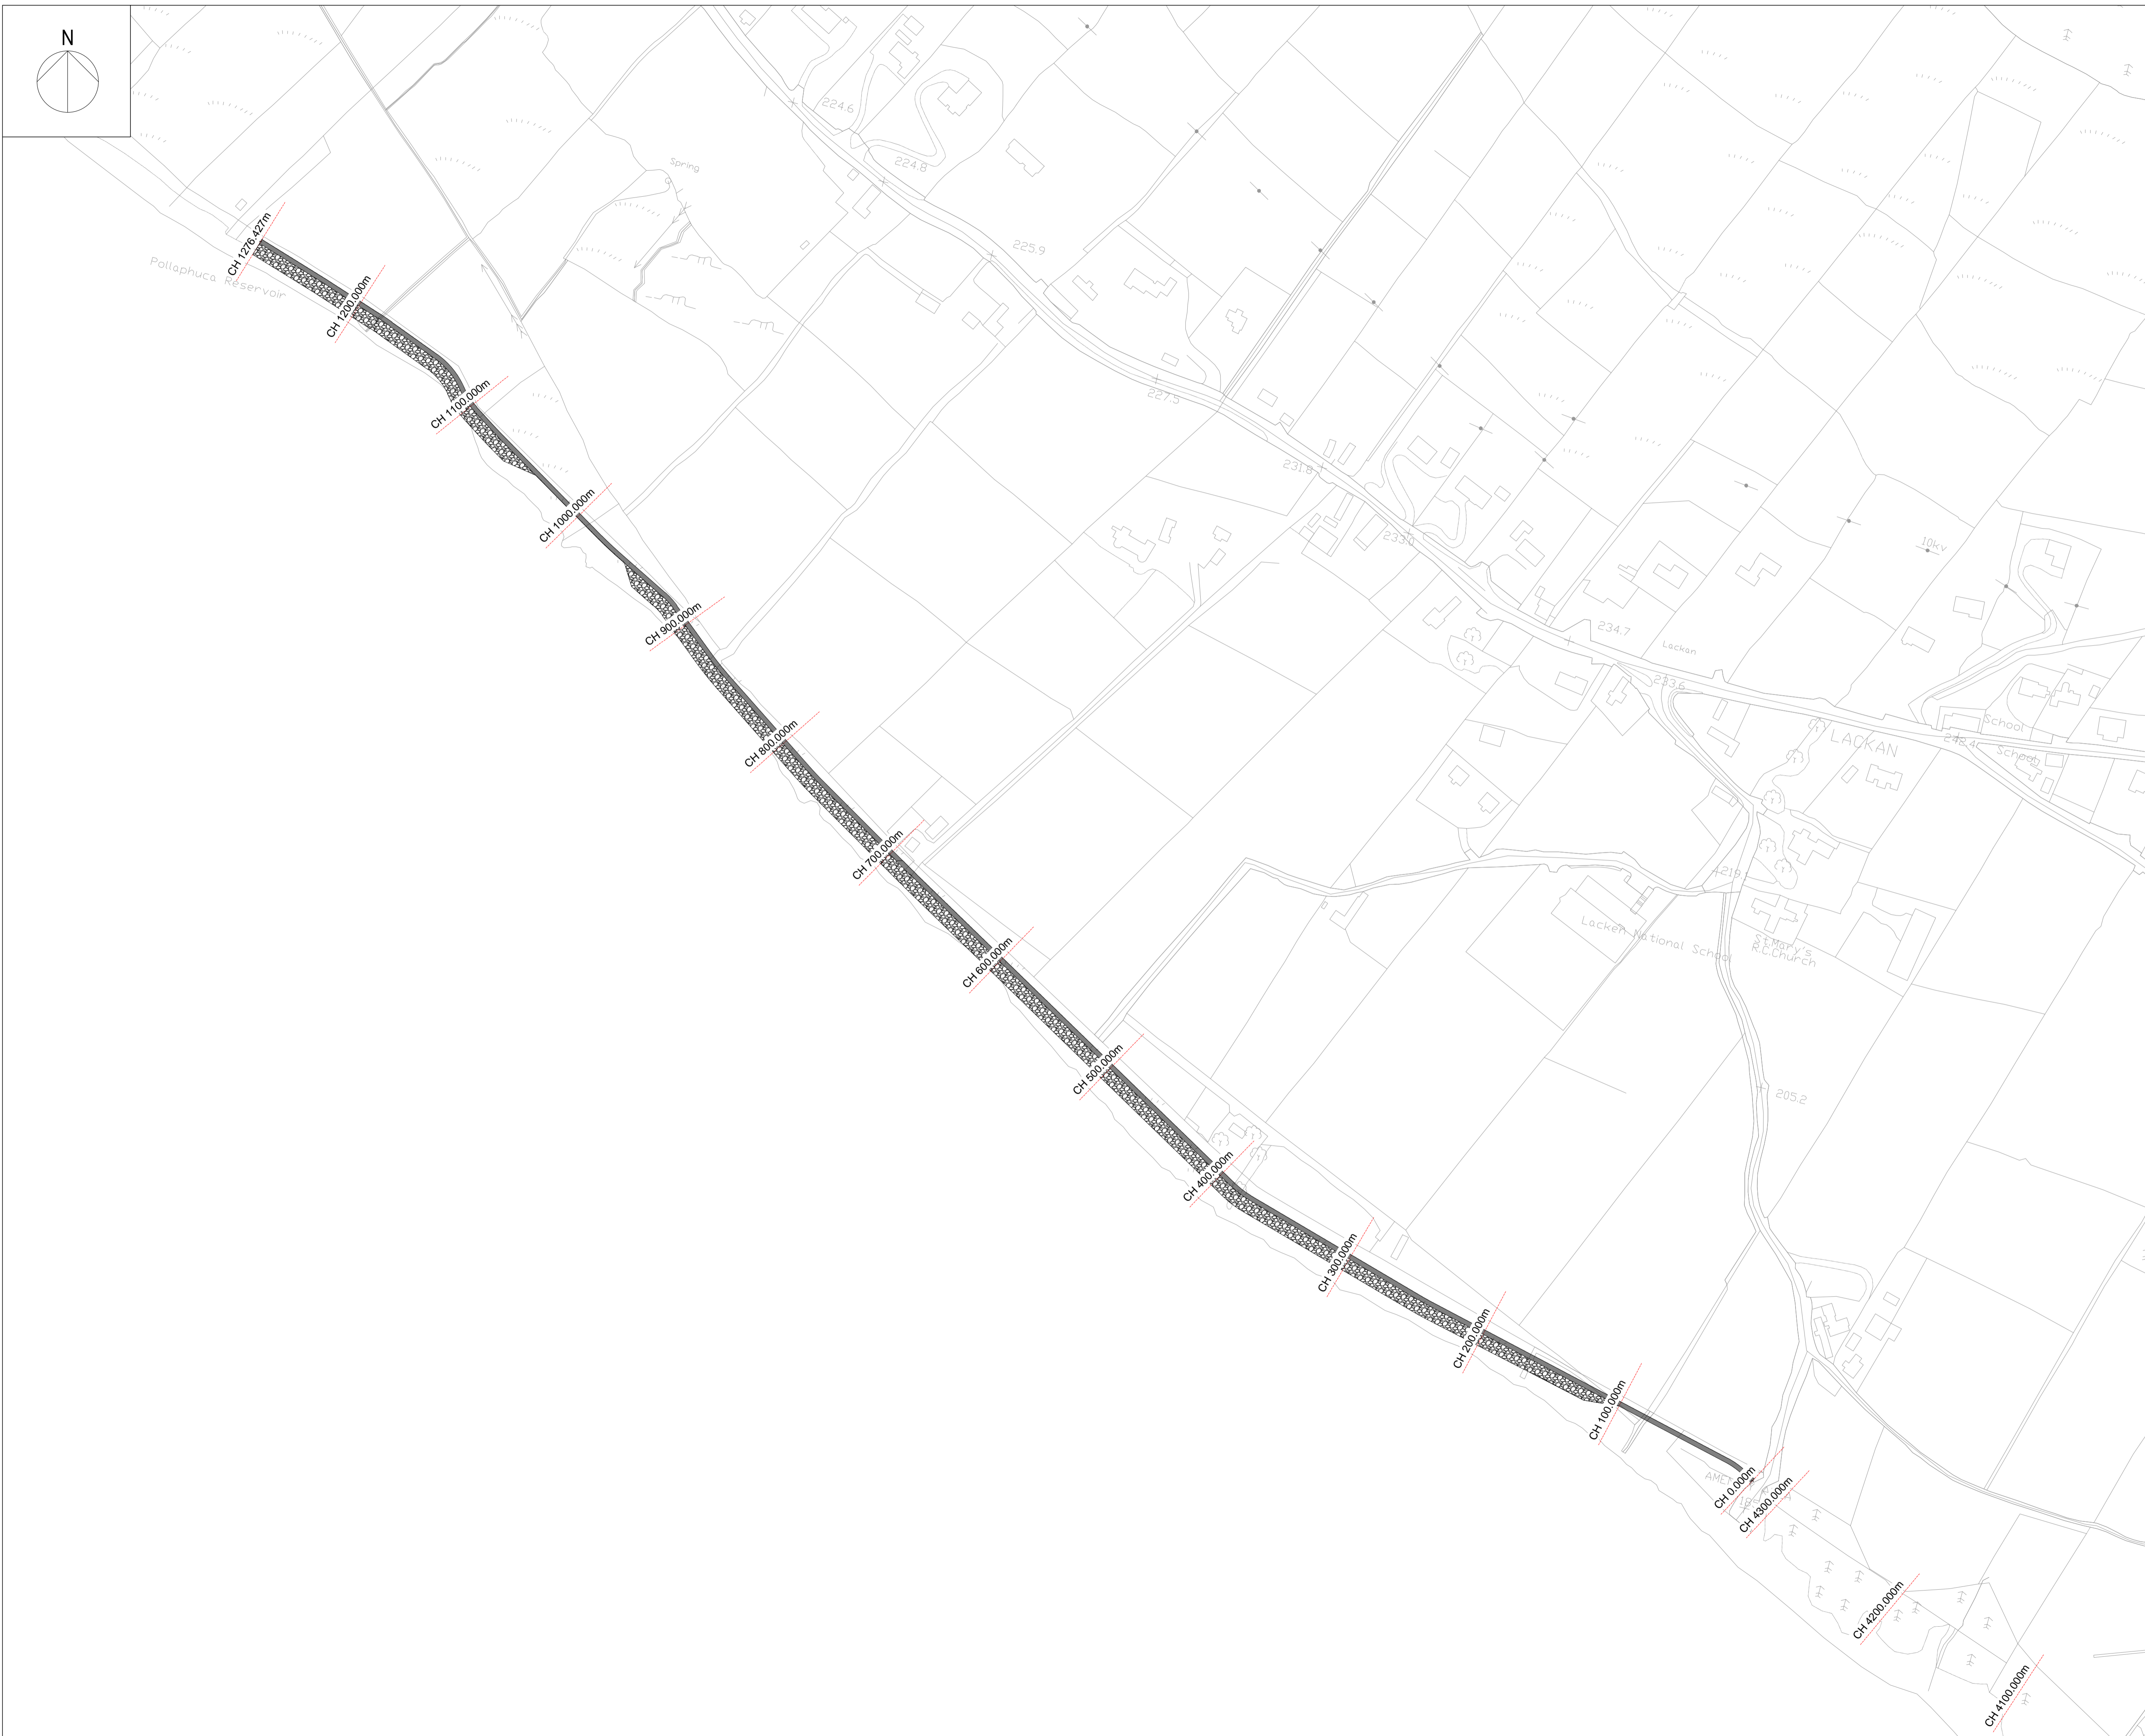 N
224.6
Spring
224.8
CH 1276.427m
225.9
Pollaphuca Reservoir
CH 1200.000m
227.5
CH 1100.000m
231.8
CH 1000.000m
233.0
10kv
CH 900.000m
234.7
Lackan
233.6
School
LACKAN
242.4
School
CH 800.000m
CH 700.000m
219.
Lacken National School
St.Mary's
R.C.Church
CH 600.000m
CH 500.000m
205.2
CH 400.000m
CH 300.000m
CH 200.000m
CH 100.000m
CH 0.000m
CH 4300.000m
CH 4200.000m
CH 4100.000m